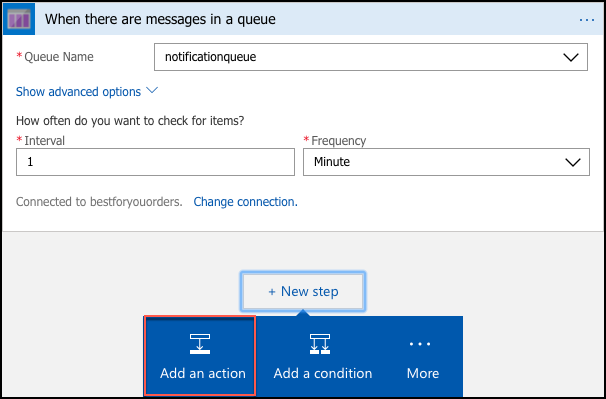 When there are messages in a queue
* Queue Name notificationqueue
Show advanced options
How often do you want to check for items?
* Interval * Frequency
1 Minute
Connected to bestforyouorders. Change connection.
+ New step
Add an action Add a condition More